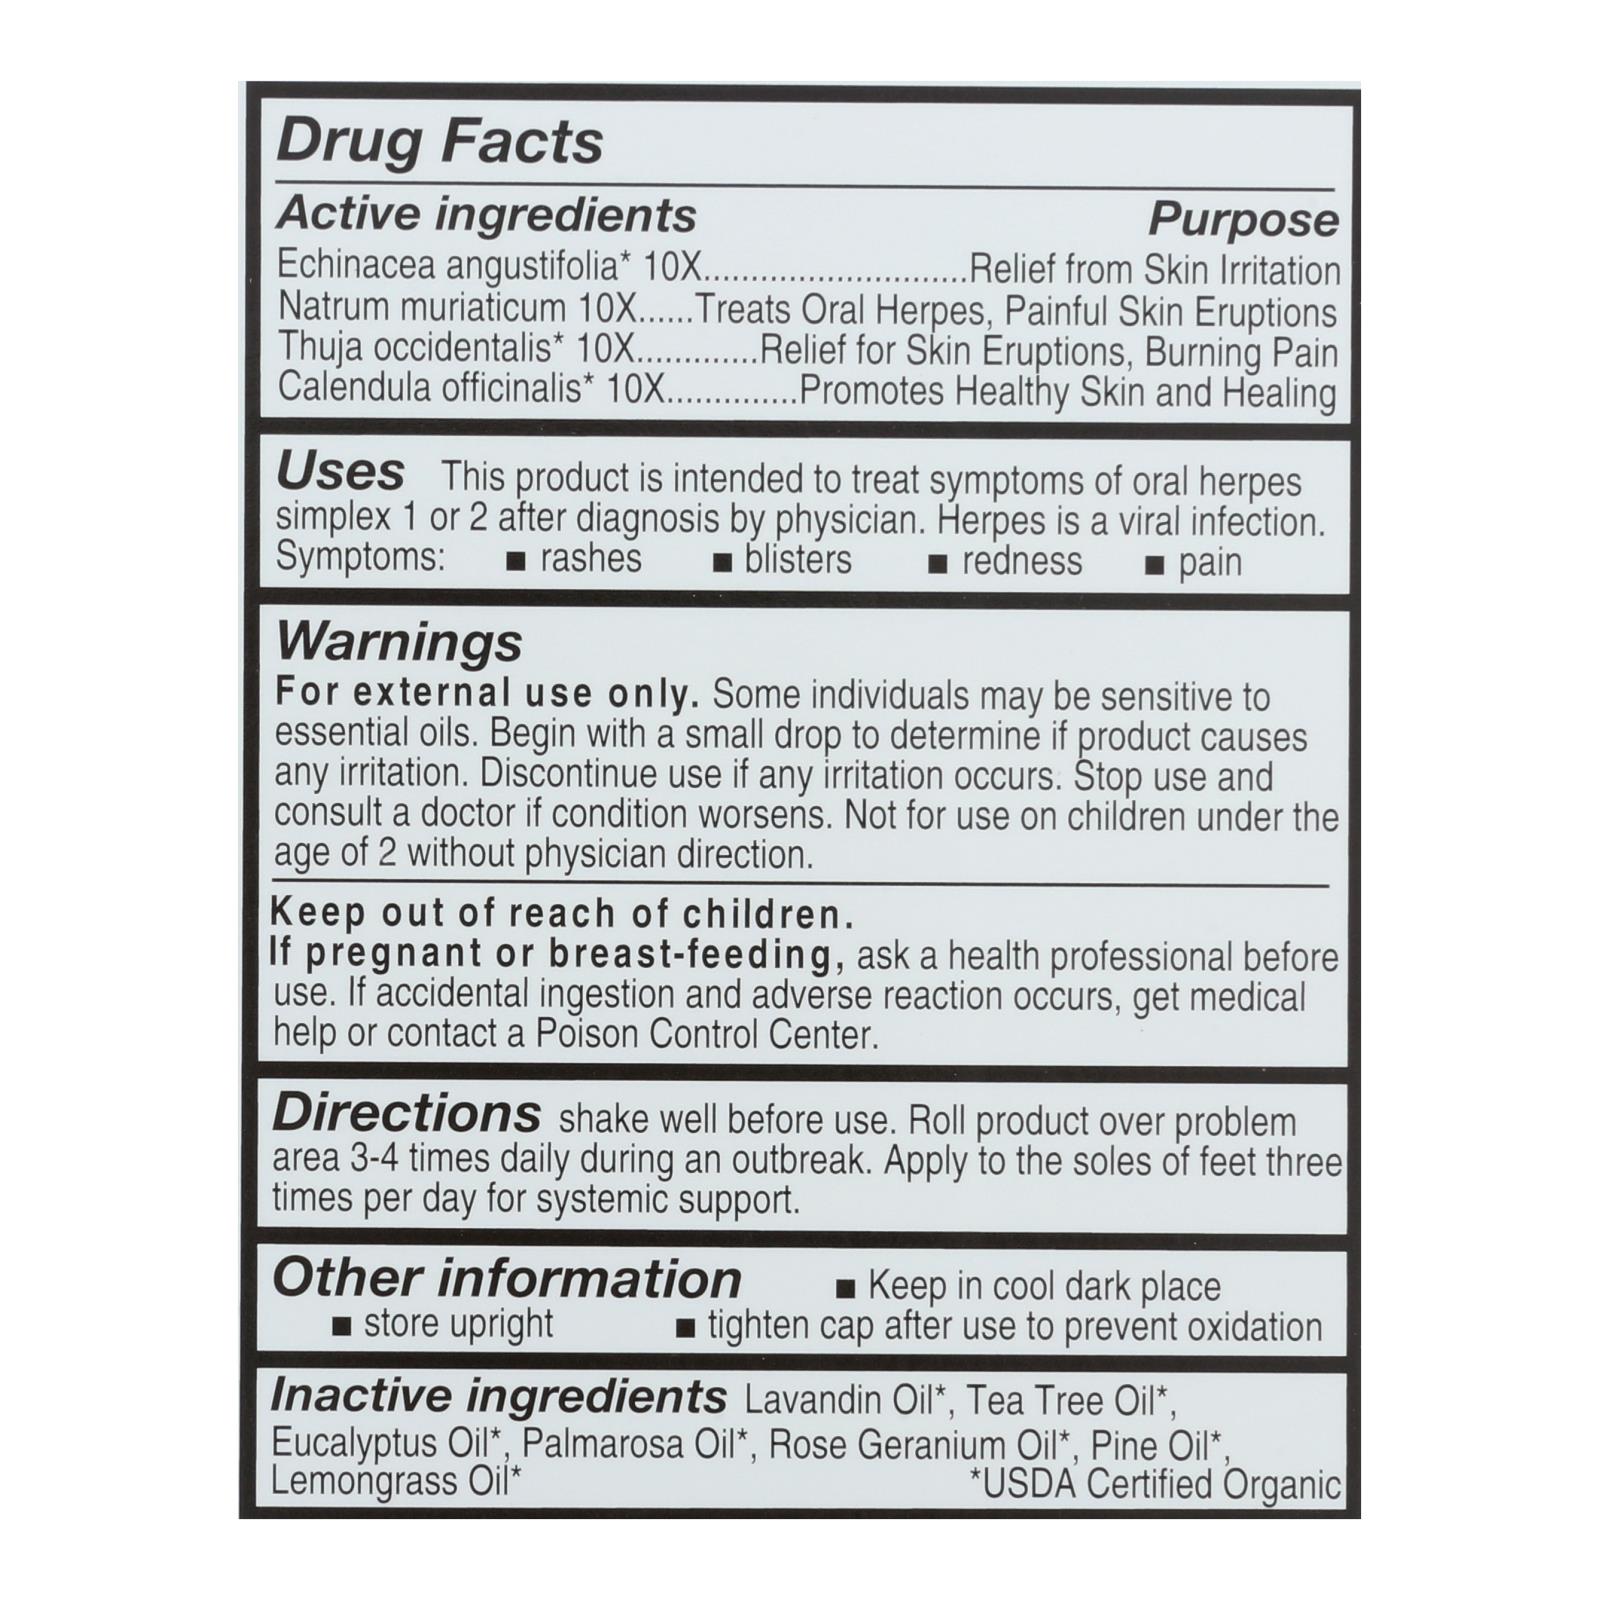 Drug Facts
Active ingredients Purpose
Echinacea angustifolia* 10X............................Relief from Skin Irritation
Natrum muriaticum 10X......Treats Oral Herpes, Painful Skin Eruptions
Thuja occidentalis* 10X.............Relief for Skin Eruptions, Burning Pain
Calendula officinalis* 10X..............Promotes Healthy Skin and Healing
Uses This product is intended to treat symptoms of oral herpes
simplex 1 or 2 after diagnosis by physician. Herpes is a viral infection.
Symptoms: ■ rashes ■ blisters ■ redness ■ pain
Warnings
For external use only. Some individuals may be sensitive to
essential oils. Begin with a small drop to determine if product causes
any irritation. Discontinue use if any irritation occurs. Stop use and
consult a doctor if condition worsens. Not for use on children under the
age of 2 without physician direction.
Keep out of reach of children.
If pregnant or breast-feeding, ask a health professional before
use. If accidental ingestion and adverse reaction occurs, get medical
help or contact a Poison Control Center.
Directions shake well before use. Roll product over problem
area 3-4 times daily during an outbreak. Apply to the soles of feet three
times per day for systemic support.
Other information ■ Keep in cool dark place
■ store upright ■ tighten cap after use to prevent oxidation
Inactive ingredients Lavandin Oil*, Tea Tree Oil*,
Eucalyptus Oil*, Palmarosa Oil*, Rose Geranium Oil*, Pine Oil*,
Lemongrass Oil* *USDA Certified Organic